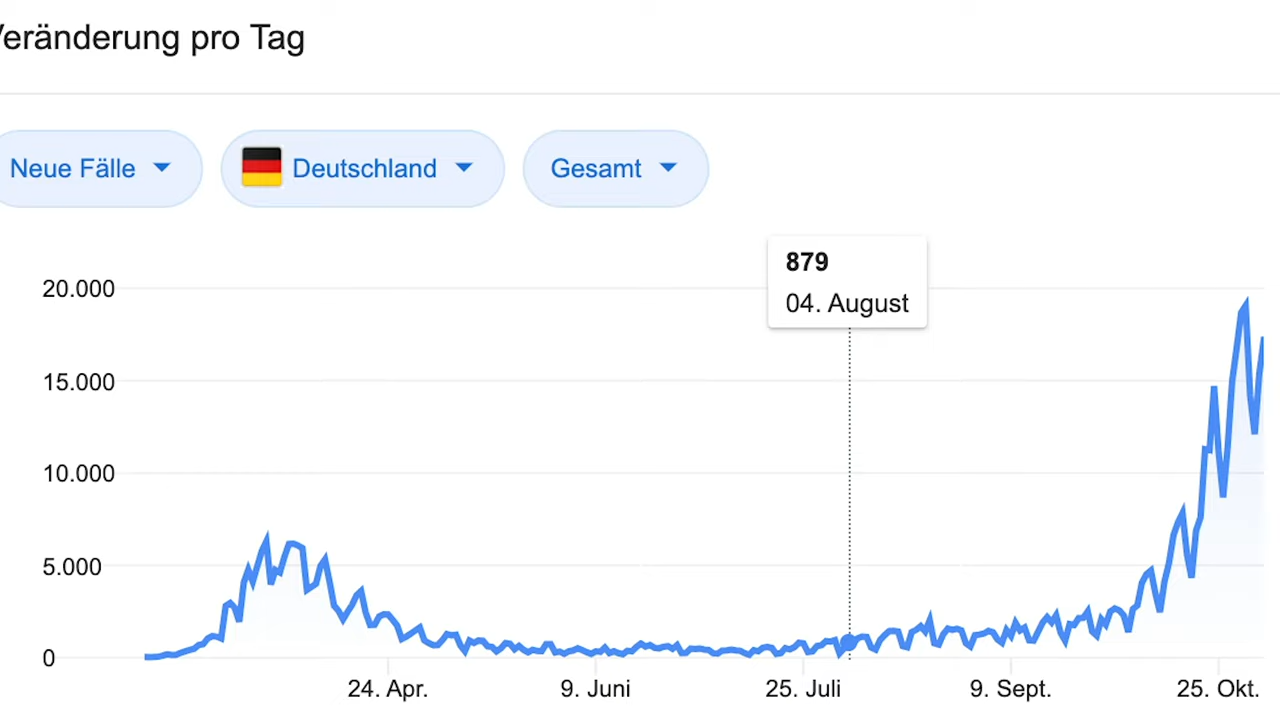 Veränderung pro Tag
Neue Fälle
Deutschland
Gesamt
879
04. August
20.000
15.000
10.000
5.000
0
24. Apr.
9. Juni
25. Juli
9. Sept.
25. Okt.